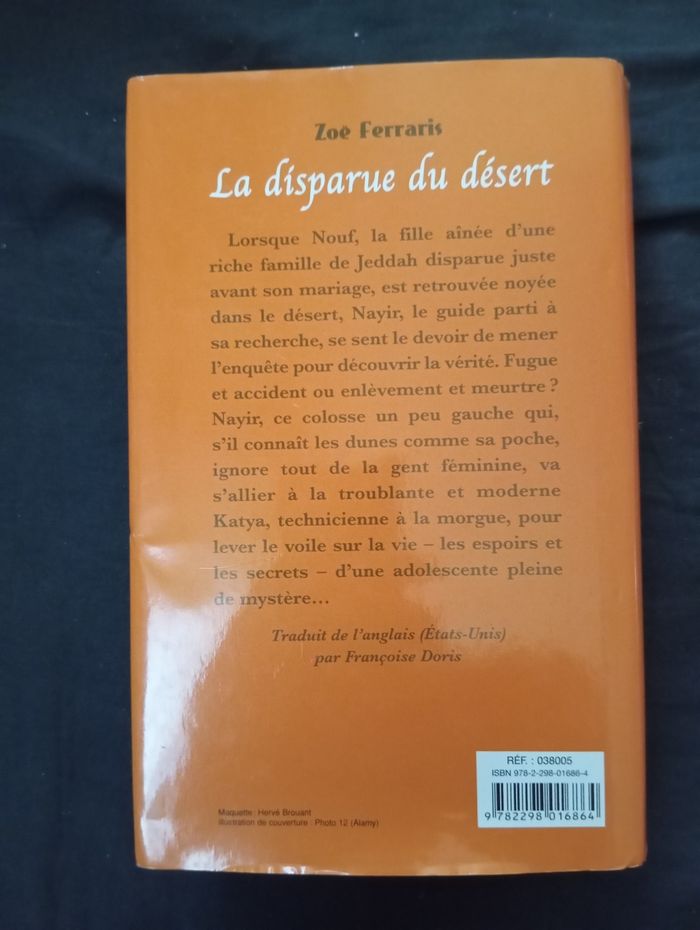 Zoë Ferraris
La disparue du désert
Lorsque Nouf, la fille aînée d'une
riche famille de Jeddah disparue juste
avant son mariage, est retrouvée noyée
dans le désert, Nayir, le guide parti à
sa recherche, se sent le devoir de mener
l'enquête pour découvrir la vérité. Fugue
et accident ou enlèvement et meurtre ?
Nayir, ce colosse un peu gauche qui,
s'il connaît les dunes comme sa poche,
ignore tout de la gent féminine, va
s'allier à la troublante et moderne
Katya, technicienne à la morgue, pour
lever le voile sur la vie – les espoirs et
les secrets – d'une adolescente pleine
de mystère…
Traduit de l'anglais (États-Unis)
par Françoise Doris
RÉF. : 038005
ISBN 978-2-298-01686-4
9 782298 016864
Maquette : Hervé Brouant
Illustration de couverture : Photo 12 (Alamy)